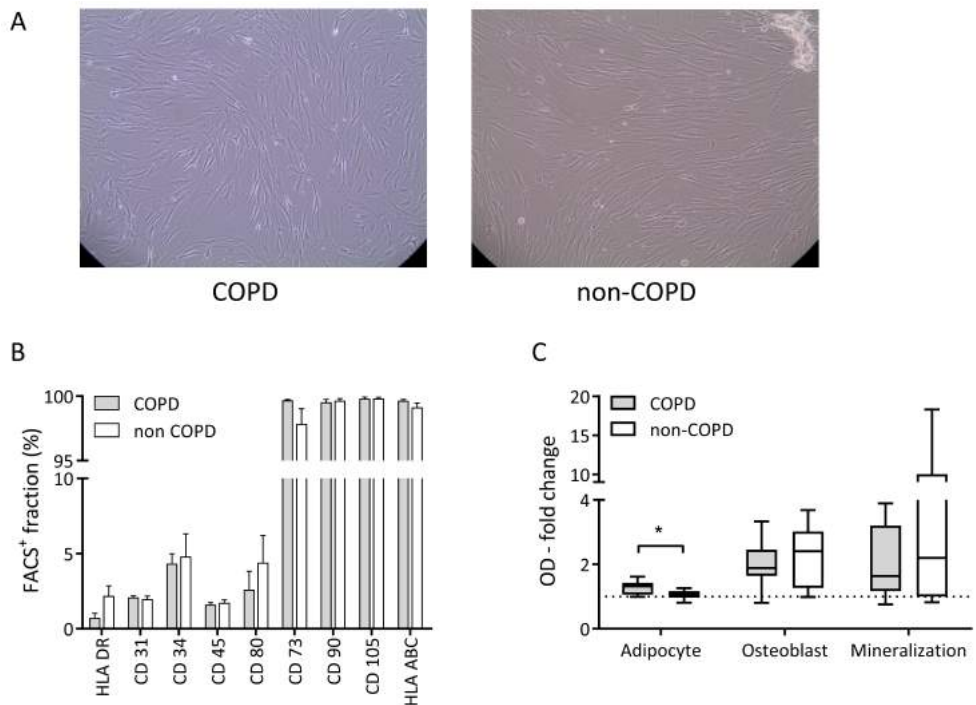 A
COPD
non-COPD
B
FACS+ fraction (%)
100
95
10
5
0
COPD
non COPD
HLA DR
CD 31
CD 34
CD 45
CD 80
CD 73
CD 90
CD 105
HLA ABC
C
OD - fold change
20
15
10
4
2
0
COPD
non-COPD
*
Adipocyte
Osteoblast
Mineralization